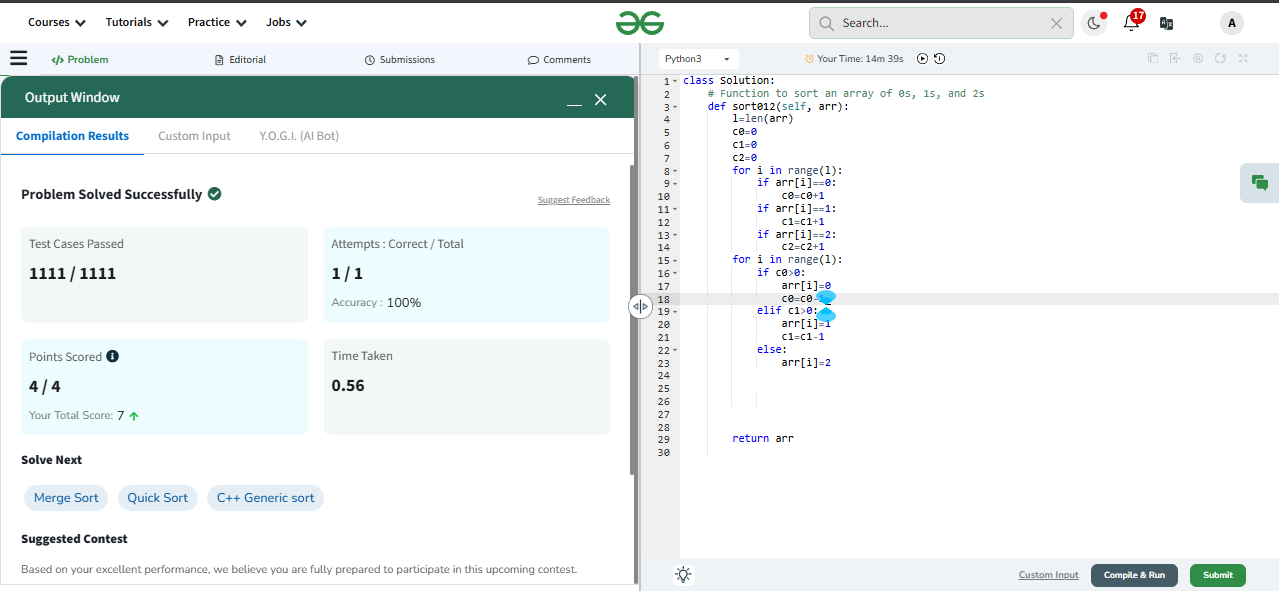 Courses Tutorials Practice Jobs Search... 17 A
Problem Editorial Submissions Comments
Output Window
Compilation Results Custom Input Y.O.G.I. (AI Bot)
Problem Solved Successfully
Suggest Feedback
Test Cases Passed
1111 / 1111
Attempts : Correct / Total
1 / 1
Accuracy : 100%
Points Scored
4 / 4
Your Total Score: 7
Time Taken
0.56
Solve Next
Merge Sort Quick Sort C++ Generic sort
Suggested Contest
Based on your excellent performance, we believe you are fully prepared to participate in this upcoming contest.
Python3 Your Time: 14m 39s
1 class Solution:
2     # Function to sort an array of 0s, 1s, and 2s
3     def sort012(self, arr):
4         l=len(arr)
5         c0=0
6         c1=0
7         c2=0
8         for i in range(l):
9             if arr[i]==0:
10                 c0=c0+1
11             if arr[i]==1:
12                 c1=c1+1
13             if arr[i]==2:
14                 c2=c2+1
15         for i in range(l):
16             if c0>0:
17                 arr[i]=0
18                 c0=c0-1
19             elif c1>0:
20                 arr[i]=1
21                 c1=c1-1
22             else:
23                 arr[i]=2
24
25
26
27
28
29         return arr
30
Custom Input Compile & Run Submit